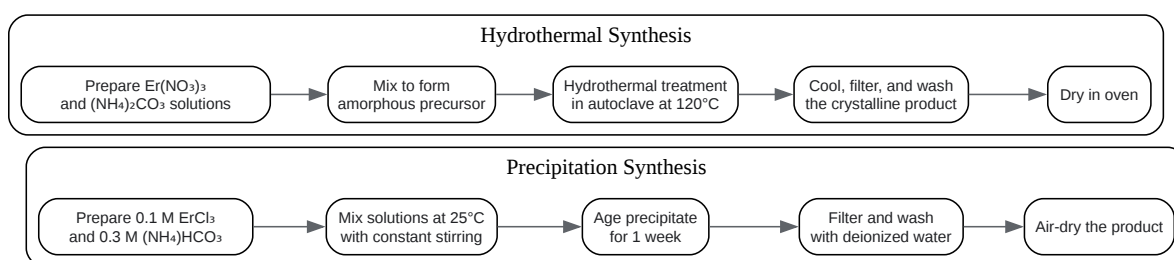 Hydrothermal Synthesis
Prepare Er(NO₃)₃
and (NH₄)₂CO₃ solutions
Mix to form
amorphous precursor
Hydrothermal treatment
in autoclave at 120°C
Cool, filter, and wash
the crystalline product
Dry in oven
Precipitation Synthesis
Prepare 0.1 M ErCl₃
and 0.3 M (NH₄)HCO₃
Mix solutions at 25°C
with constant stirring
Age precipitate
for 1 week
Filter and wash
with deionized water
Air-dry the product